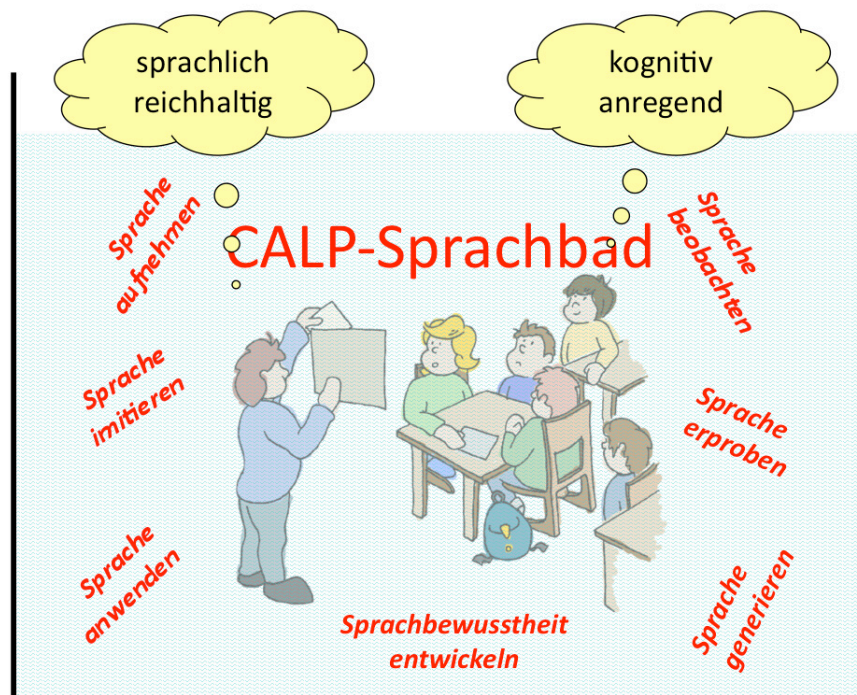 sprachlich
reichhaltig
kognitiv
anregend
Sprache
aufnehmen
CALP-Sprachbad
Sprache
beobachten
Sprache
imitieren
Sprache
erproben
Sprache
anwenden
Sprachbewusstheit
entwickeln
Sprache
generieren